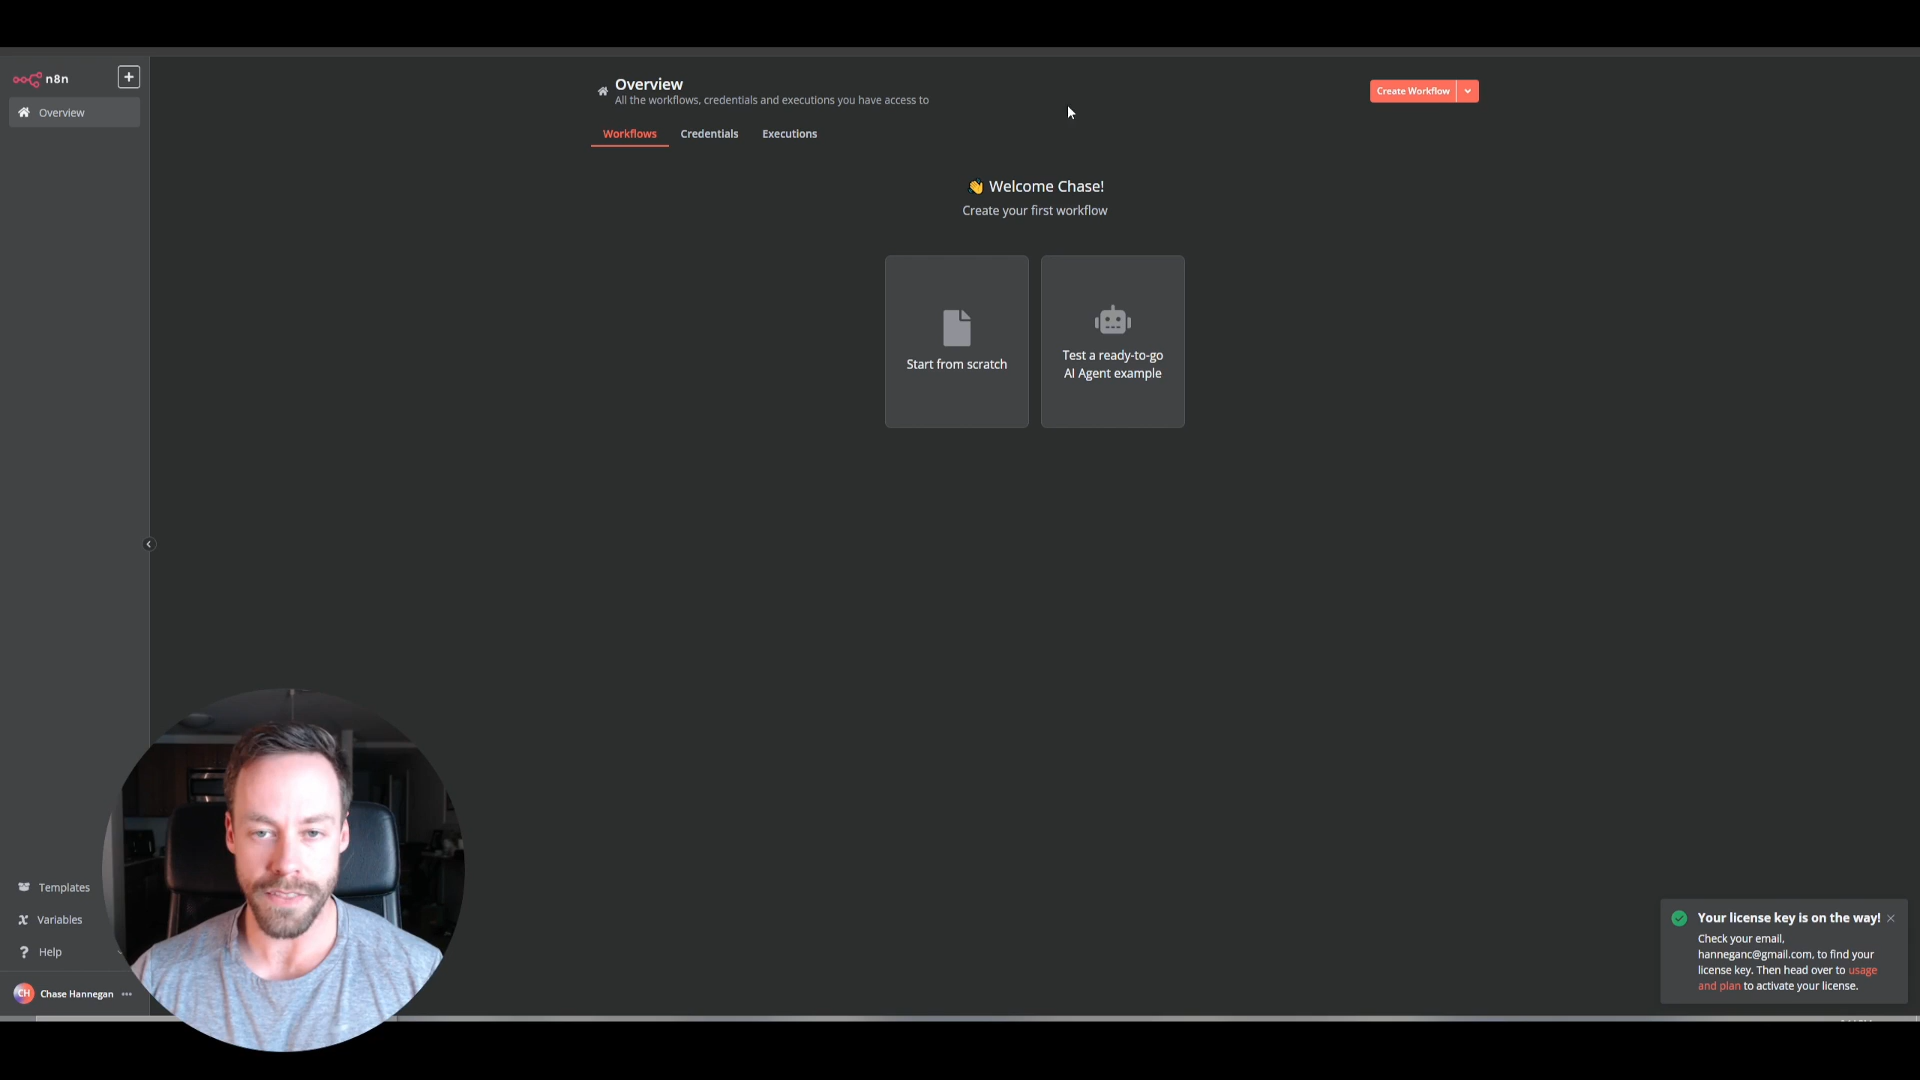 n8n
+
Overview
Overview
All the workflows, credentials and executions you have access to
Create Workflow
Workflows
Credentials
Executions
👋 Welcome Chase!
Create your first workflow
Start from scratch
Test a ready-to-go
AI Agent example
Templates
Variables
Help
CH
Chase Hannegan
Your license key is on the way!
Check your email,
hanneganc@gmail.com, to find your
license key. Then head over to usage
and plan to activate your license.